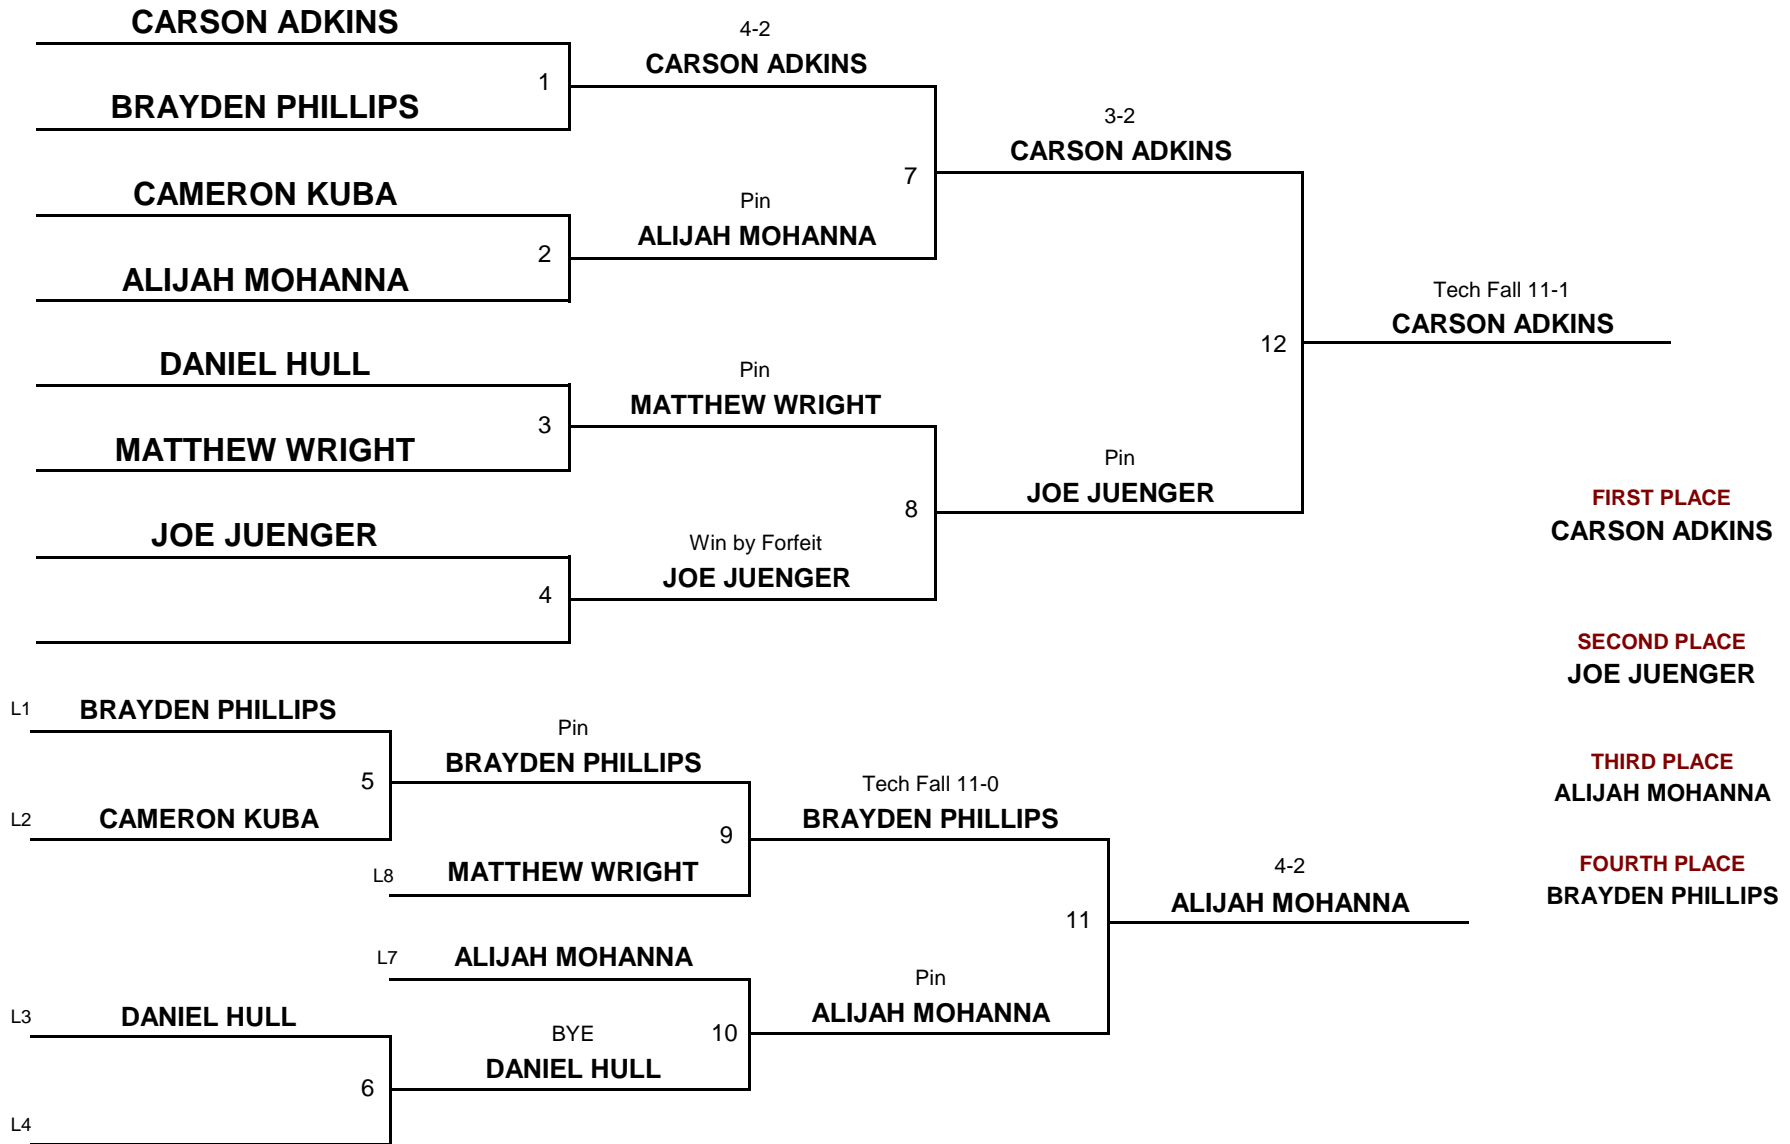 CARSON ADKINS
1
BRAYDEN PHILLIPS
4-2
CARSON ADKINS
CAMERON KUBA
2
ALIJAH MOHANNA
Pin
ALIJAH MOHANNA
7
3-2
CARSON ADKINS
DANIEL HULL
3
MATTHEW WRIGHT
Pin
MATTHEW WRIGHT
JOE JUENGER
4
Win by Forfeit
JOE JUENGER
8
Pin
JOE JUENGER
12
Tech Fall 11-1
CARSON ADKINS
FIRST PLACE
CARSON ADKINS
SECOND PLACE
JOE JUENGER
THIRD PLACE
ALIJAH MOHANNA
FOURTH PLACE
BRAYDEN PHILLIPS
L1 BRAYDEN PHILLIPS
5
L2 CAMERON KUBA
Pin
BRAYDEN PHILLIPS
9
L8 MATTHEW WRIGHT
Tech Fall 11-0
BRAYDEN PHILLIPS
L7 ALIJAH MOHANNA
L3 DANIEL HULL
6
L4
BYE
DANIEL HULL
10
Pin
ALIJAH MOHANNA
11
4-2
ALIJAH MOHANNA